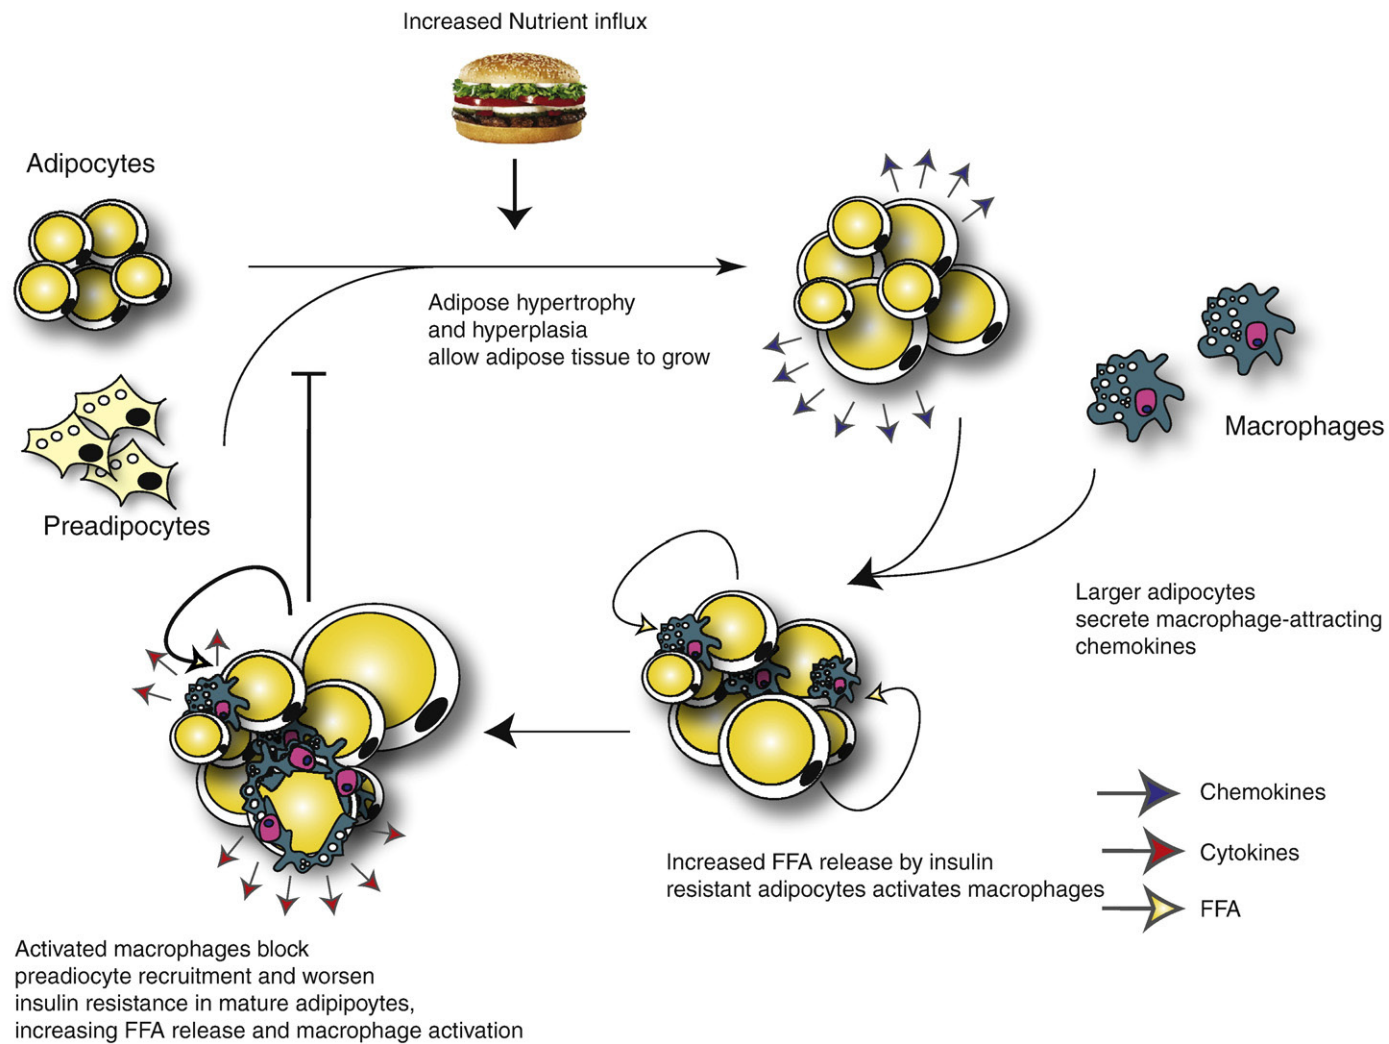 Increased Nutrient influx
Adipocytes
Adipose hypertrophy
and hyperplasia
allow adipose tissue to grow
Macrophages
Preadipocytes
Larger adipocytes
secrete macrophage-attracting
chemokines
Chemokines
Cytokines
FFA
Increased FFA release by insulin
resistant adipocytes activates macrophages
Activated macrophages block
preadiocyte recruitment and worsen
insulin resistance in mature adipipoytes,
increasing FFA release and macrophage activation